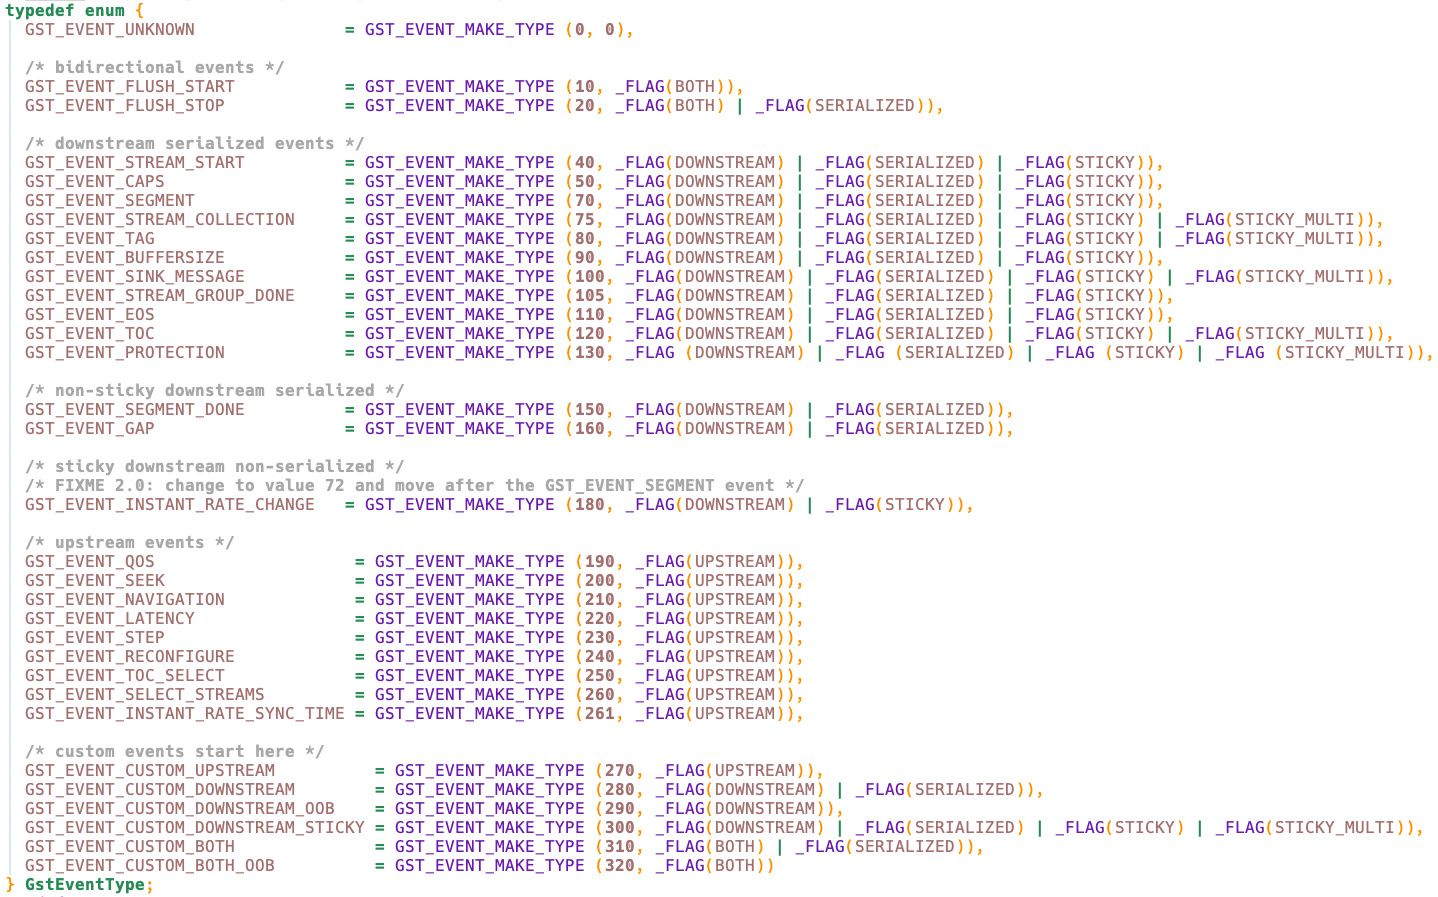 typedef enum {
  GST_EVENT_UNKNOWN               = GST_EVENT_MAKE_TYPE (0, 0),

  /* bidirectional events */
  GST_EVENT_FLUSH_START           = GST_EVENT_MAKE_TYPE (10, _FLAG(BOTH)),
  GST_EVENT_FLUSH_STOP            = GST_EVENT_MAKE_TYPE (20, _FLAG(BOTH) | _FLAG(SERIALIZED)),

  /* downstream serialized events */
  GST_EVENT_STREAM_START          = GST_EVENT_MAKE_TYPE (40, _FLAG(DOWNSTREAM) | _FLAG(SERIALIZED) | _FLAG(STICKY)),
  GST_EVENT_CAPS                  = GST_EVENT_MAKE_TYPE (50, _FLAG(DOWNSTREAM) | _FLAG(SERIALIZED) | _FLAG(STICKY)),
  GST_EVENT_SEGMENT               = GST_EVENT_MAKE_TYPE (70, _FLAG(DOWNSTREAM) | _FLAG(SERIALIZED) | _FLAG(STICKY)),
  GST_EVENT_STREAM_COLLECTION     = GST_EVENT_MAKE_TYPE (75, _FLAG(DOWNSTREAM) | _FLAG(SERIALIZED) | _FLAG(STICKY) | _FLAG(STICKY_MULTI)),
  GST_EVENT_TAG                   = GST_EVENT_MAKE_TYPE (80, _FLAG(DOWNSTREAM) | _FLAG(SERIALIZED) | _FLAG(STICKY) | _FLAG(STICKY_MULTI)),
  GST_EVENT_BUFFERSIZE            = GST_EVENT_MAKE_TYPE (90, _FLAG(DOWNSTREAM) | _FLAG(SERIALIZED) | _FLAG(STICKY)),
  GST_EVENT_SINK_MESSAGE          = GST_EVENT_MAKE_TYPE (100, _FLAG(DOWNSTREAM) | _FLAG(SERIALIZED) | _FLAG(STICKY) | _FLAG(STICKY_MULTI)),
  GST_EVENT_STREAM_GROUP_DONE     = GST_EVENT_MAKE_TYPE (105, _FLAG(DOWNSTREAM) | _FLAG(SERIALIZED) | _FLAG(STICKY)),
  GST_EVENT_EOS                   = GST_EVENT_MAKE_TYPE (110, _FLAG(DOWNSTREAM) | _FLAG(SERIALIZED) | _FLAG(STICKY)),
  GST_EVENT_TOC                   = GST_EVENT_MAKE_TYPE (120, _FLAG(DOWNSTREAM) | _FLAG(SERIALIZED) | _FLAG(STICKY) | _FLAG(STICKY_MULTI)),
  GST_EVENT_PROTECTION            = GST_EVENT_MAKE_TYPE (130, _FLAG (DOWNSTREAM) | _FLAG (SERIALIZED) | _FLAG (STICKY) | _FLAG (STICKY_MULTI)),

  /* non-sticky downstream serialized */
  GST_EVENT_SEGMENT_DONE          = GST_EVENT_MAKE_TYPE (150, _FLAG(DOWNSTREAM) | _FLAG(SERIALIZED)),
  GST_EVENT_GAP                   = GST_EVENT_MAKE_TYPE (160, _FLAG(DOWNSTREAM) | _FLAG(SERIALIZED)),

  /* sticky downstream non-serialized */
  /* FIXME 2.0: change to value 72 and move after the GST_EVENT_SEGMENT event */
  GST_EVENT_INSTANT_RATE_CHANGE   = GST_EVENT_MAKE_TYPE (180, _FLAG(DOWNSTREAM) | _FLAG(STICKY)),

  /* upstream events */
  GST_EVENT_QOS                    = GST_EVENT_MAKE_TYPE (190, _FLAG(UPSTREAM)),
  GST_EVENT_SEEK                   = GST_EVENT_MAKE_TYPE (200, _FLAG(UPSTREAM)),
  GST_EVENT_NAVIGATION             = GST_EVENT_MAKE_TYPE (210, _FLAG(UPSTREAM)),
  GST_EVENT_LATENCY                = GST_EVENT_MAKE_TYPE (220, _FLAG(UPSTREAM)),
  GST_EVENT_STEP                   = GST_EVENT_MAKE_TYPE (230, _FLAG(UPSTREAM)),
  GST_EVENT_RECONFIGURE            = GST_EVENT_MAKE_TYPE (240, _FLAG(UPSTREAM)),
  GST_EVENT_TOC_SELECT             = GST_EVENT_MAKE_TYPE (250, _FLAG(UPSTREAM)),
  GST_EVENT_SELECT_STREAMS         = GST_EVENT_MAKE_TYPE (260, _FLAG(UPSTREAM)),
  GST_EVENT_INSTANT_RATE_SYNC_TIME = GST_EVENT_MAKE_TYPE (261, _FLAG(UPSTREAM)),

  /* custom events start here */
  GST_EVENT_CUSTOM_UPSTREAM          = GST_EVENT_MAKE_TYPE (270, _FLAG(UPSTREAM)),
  GST_EVENT_CUSTOM_DOWNSTREAM        = GST_EVENT_MAKE_TYPE (280, _FLAG(DOWNSTREAM) | _FLAG(SERIALIZED)),
  GST_EVENT_CUSTOM_DOWNSTREAM_OOB    = GST_EVENT_MAKE_TYPE (290, _FLAG(DOWNSTREAM)),
  GST_EVENT_CUSTOM_DOWNSTREAM_STICKY = GST_EVENT_MAKE_TYPE (300, _FLAG(DOWNSTREAM) | _FLAG(SERIALIZED) | _FLAG(STICKY) | _FLAG(STICKY_MULTI)),
  GST_EVENT_CUSTOM_BOTH              = GST_EVENT_MAKE_TYPE (310, _FLAG(BOTH) | _FLAG(SERIALIZED)),
  GST_EVENT_CUSTOM_BOTH_OOB          = GST_EVENT_MAKE_TYPE (320, _FLAG(BOTH))
} GstEventType;